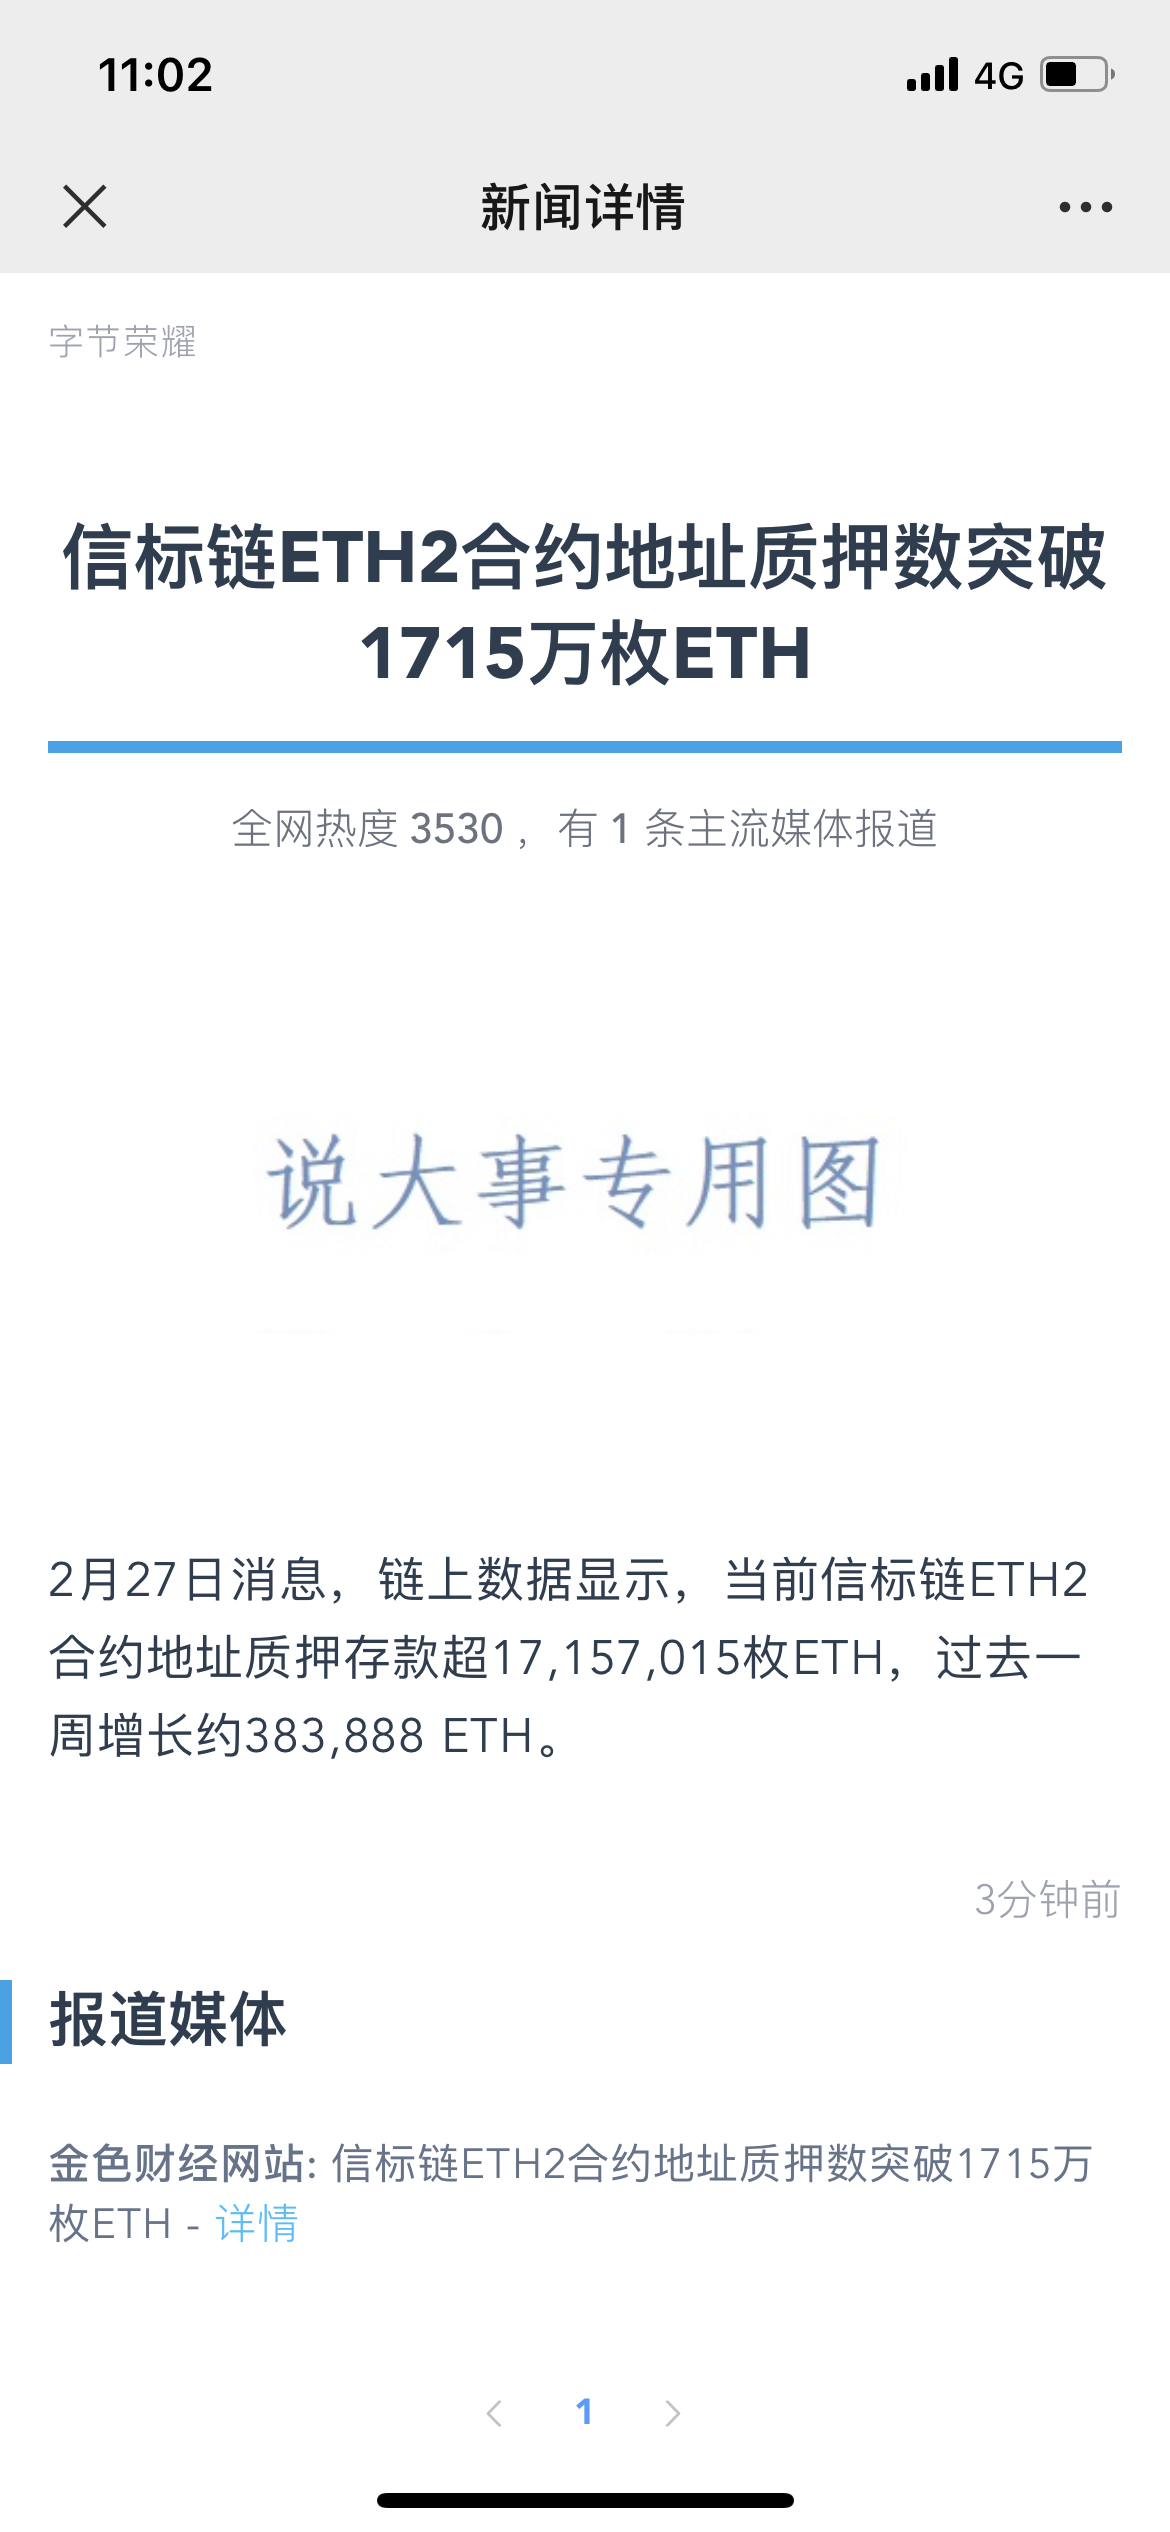 11:02
4G
新闻详情
字节荣耀
信标链ETH2合约地址质押数突破
1715万枚ETH
全网热度 3530 ，有 1 条主流媒体报道
说大事专用图
2月27日消息，链上数据显示，当前信标链ETH2
合约地址质押存款超17,157,015枚ETH，过去一
周增长约383,888 ETH。
3分钟前
报道媒体
金色财经网站: 信标链ETH2合约地址质押数突破1715万
枚ETH - 详情
1